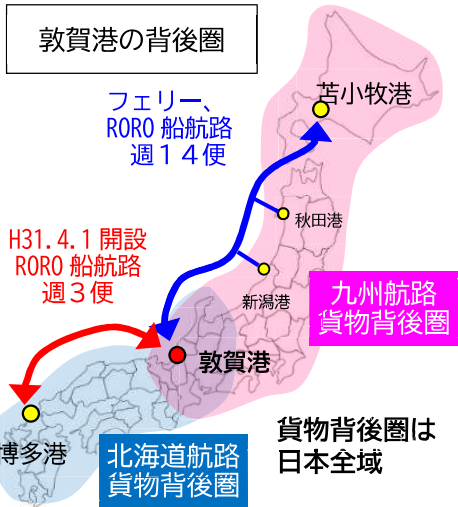 敦賀港の背後圏
苫小牧港
フェリー、
RORO 船航路
週１４便
秋田港
H31.4.1 開設
RORO 船航路
週３便
新潟港
九州航路
貨物背後圏
敦賀港
博多港
北海道航路
貨物背後圏
貨物背後圏は
日本全域